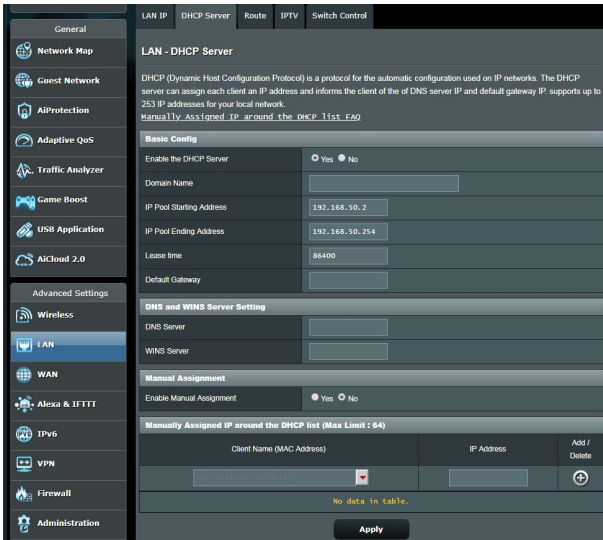 LAN IP DHCP Server Route IPTV Switch Control
General
Network Map
Guest Network
AiProtection
Adaptive QoS
Traffic Analyzer
Game Boost
USB Application
AiCloud 2.0
Advanced Settings
Wireless
LAN
WAN
Alexa & IFTTT
IPv6
VPN
Firewall
Administration
LAN - DHCP Server
DHCP (Dynamic Host Configuration Protocol) is a protocol for the automatic configuration used on IP networks. The DHCP
server can assign each client an IP address and informs the client of the of DNS server IP and default gateway IP. supports up to
253 IP addresses for your local network.
Manually Assigned IP around the DHCP list FAQ
Basic Config
Enable the DHCP Server Yes No
Domain Name
IP Pool Starting Address 192.168.50.2
IP Pool Ending Address 192.168.50.254
Lease time 86400
Default Gateway
DNS and WINS Server Setting
DNS Server
WINS Server
Manual Assignment
Enable Manual Assignment Yes No
Manually Assigned IP around the DHCP list (Max Limit : 64)
Client Name (MAC Address) IP Address Add /
Delete
No data in table.
Apply